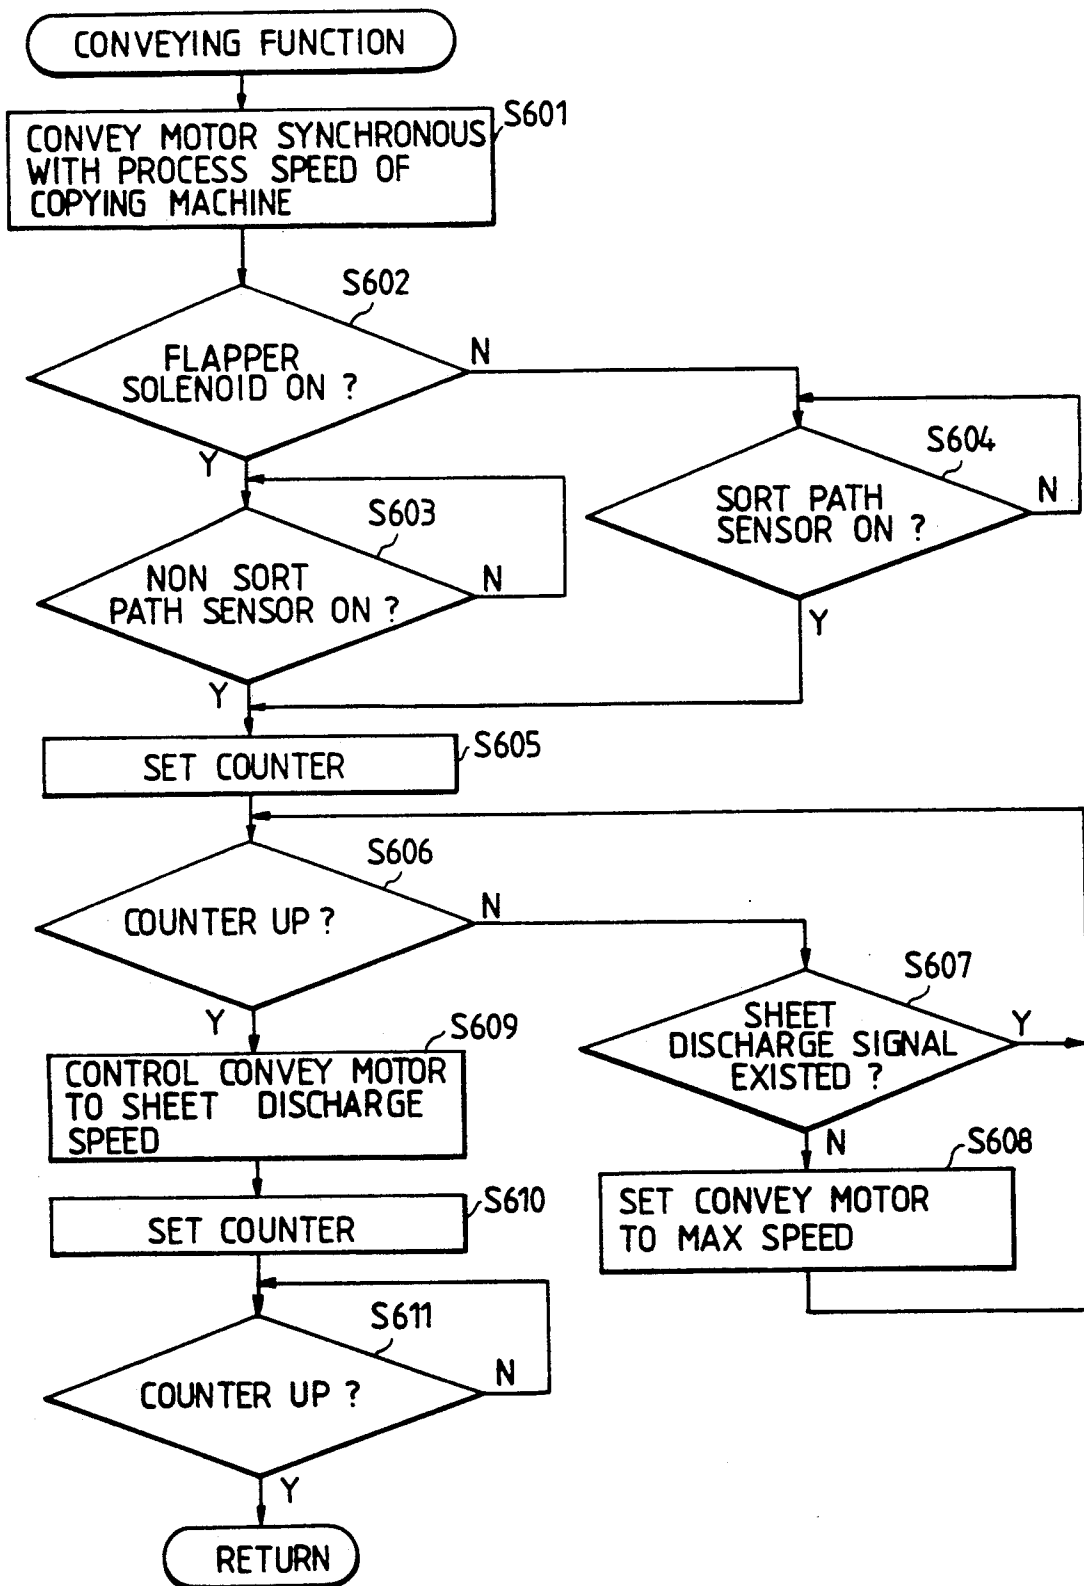 CONVEYING FUNCTION
S601
CONVEY MOTOR SYNCHRONOUS
WITH PROCESS SPEED OF
COPYING MACHINE
S602
FLAPPER
SOLENOID ON ?
N
Y
S604
SORT PATH
SENSOR ON ?
N
Y
S603
NON SORT
PATH SENSOR ON ?
N
Y
S605
SET COUNTER
S606
COUNTER UP ?
N
Y
S607
SHEET
DISCHARGE SIGNAL
EXISTED ?
Y
N
S608
SET CONVEY MOTOR
TO MAX SPEED
S609
CONTROL CONVEY MOTOR
TO SHEET DISCHARGE
SPEED
S610
SET COUNTER
S611
COUNTER UP ?
N
Y
RETURN